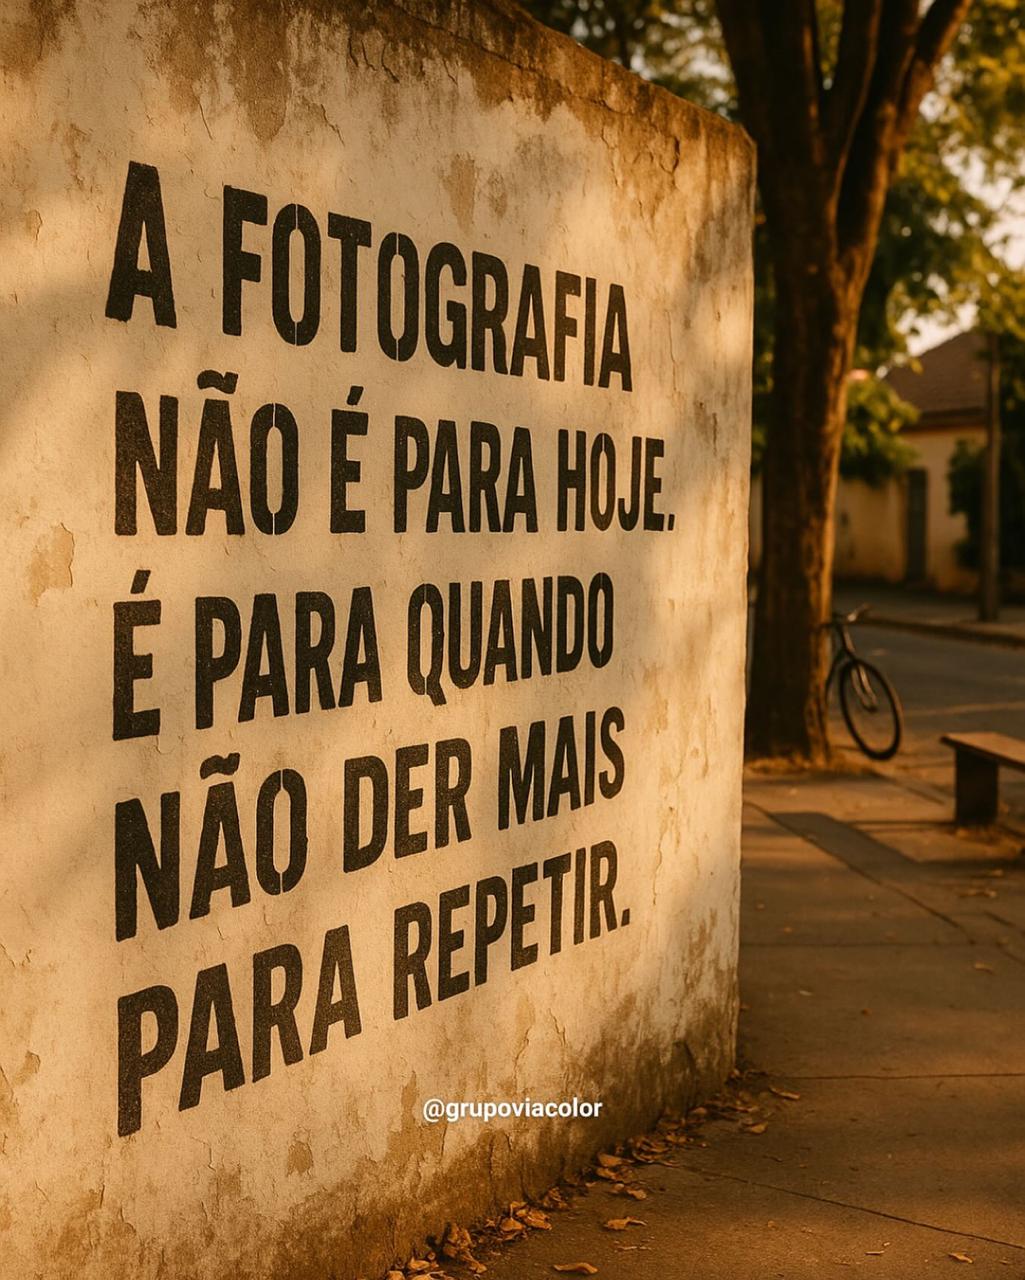 A FOTOGRAFIA
NÃO É PARA HOJE.
É PARA QUANDO
NÃO DER MAIS
PARA REPETIR.
@grupoviacolor